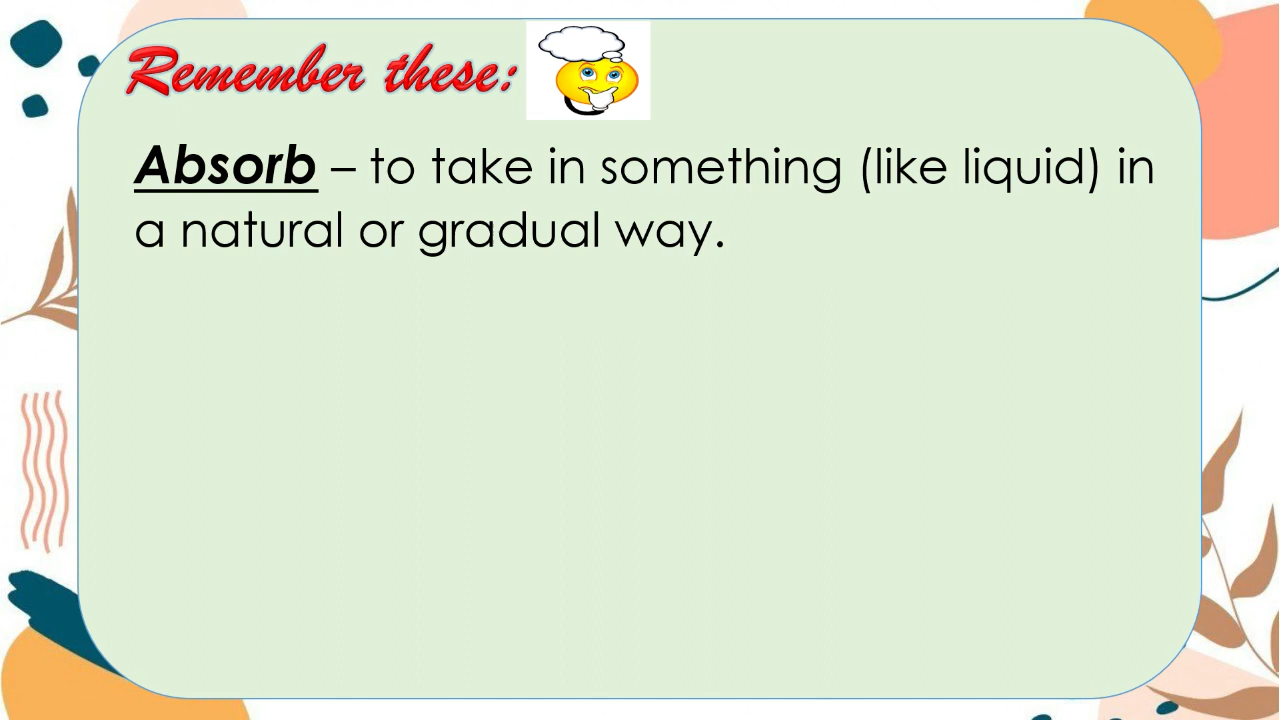 Remember these:
Absorb – to take in something (like liquid) in
a natural or gradual way.